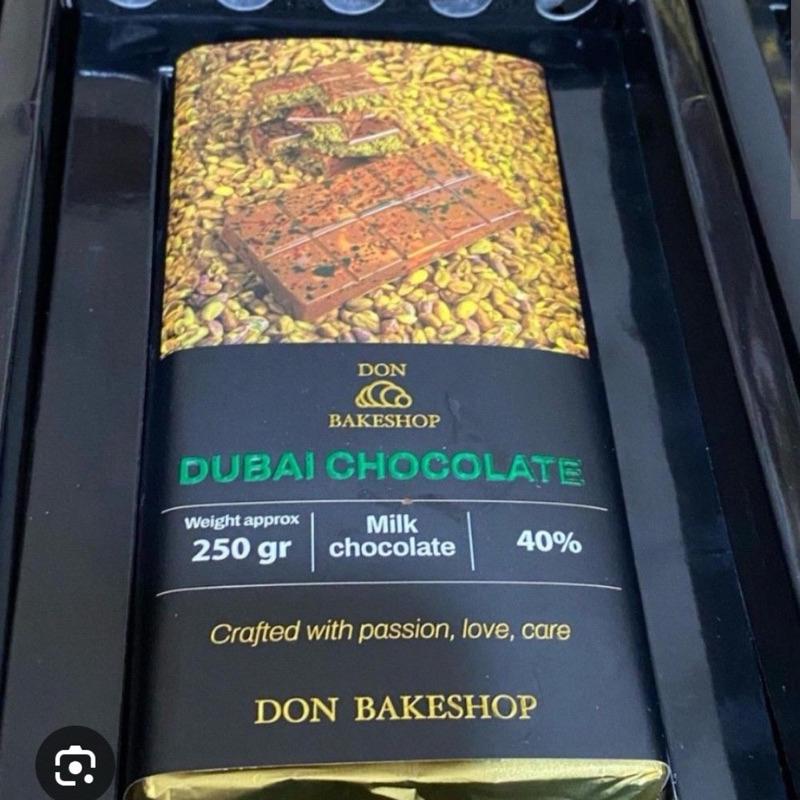 DON
BAKESHOP
DUBAI CHOCOLATE
Weight approx
250 gr
Milk
chocolate
40%
Crafted with passion, love, care
DON BAKESHOP